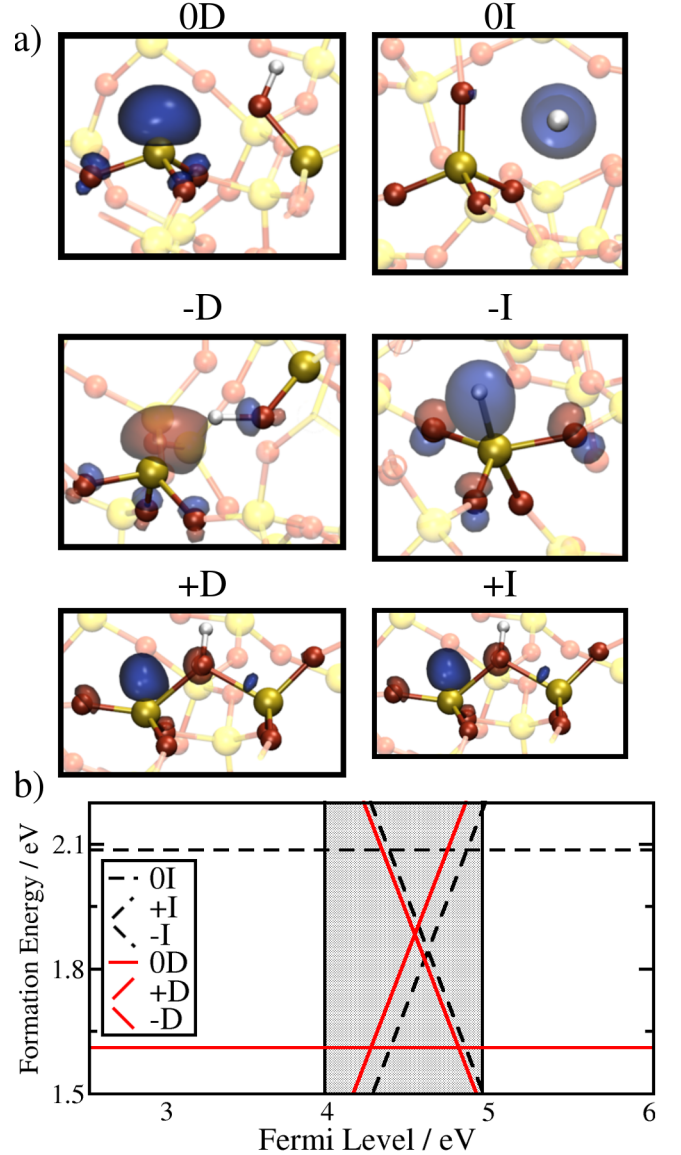 a)
0D
0I
-D
-I
+D
+I
b)
Formation Energy / eV
2.1
1.8
1.5
0I
+I
-I
0D
+D
-D
3
4
5
6
Fermi Level / eV